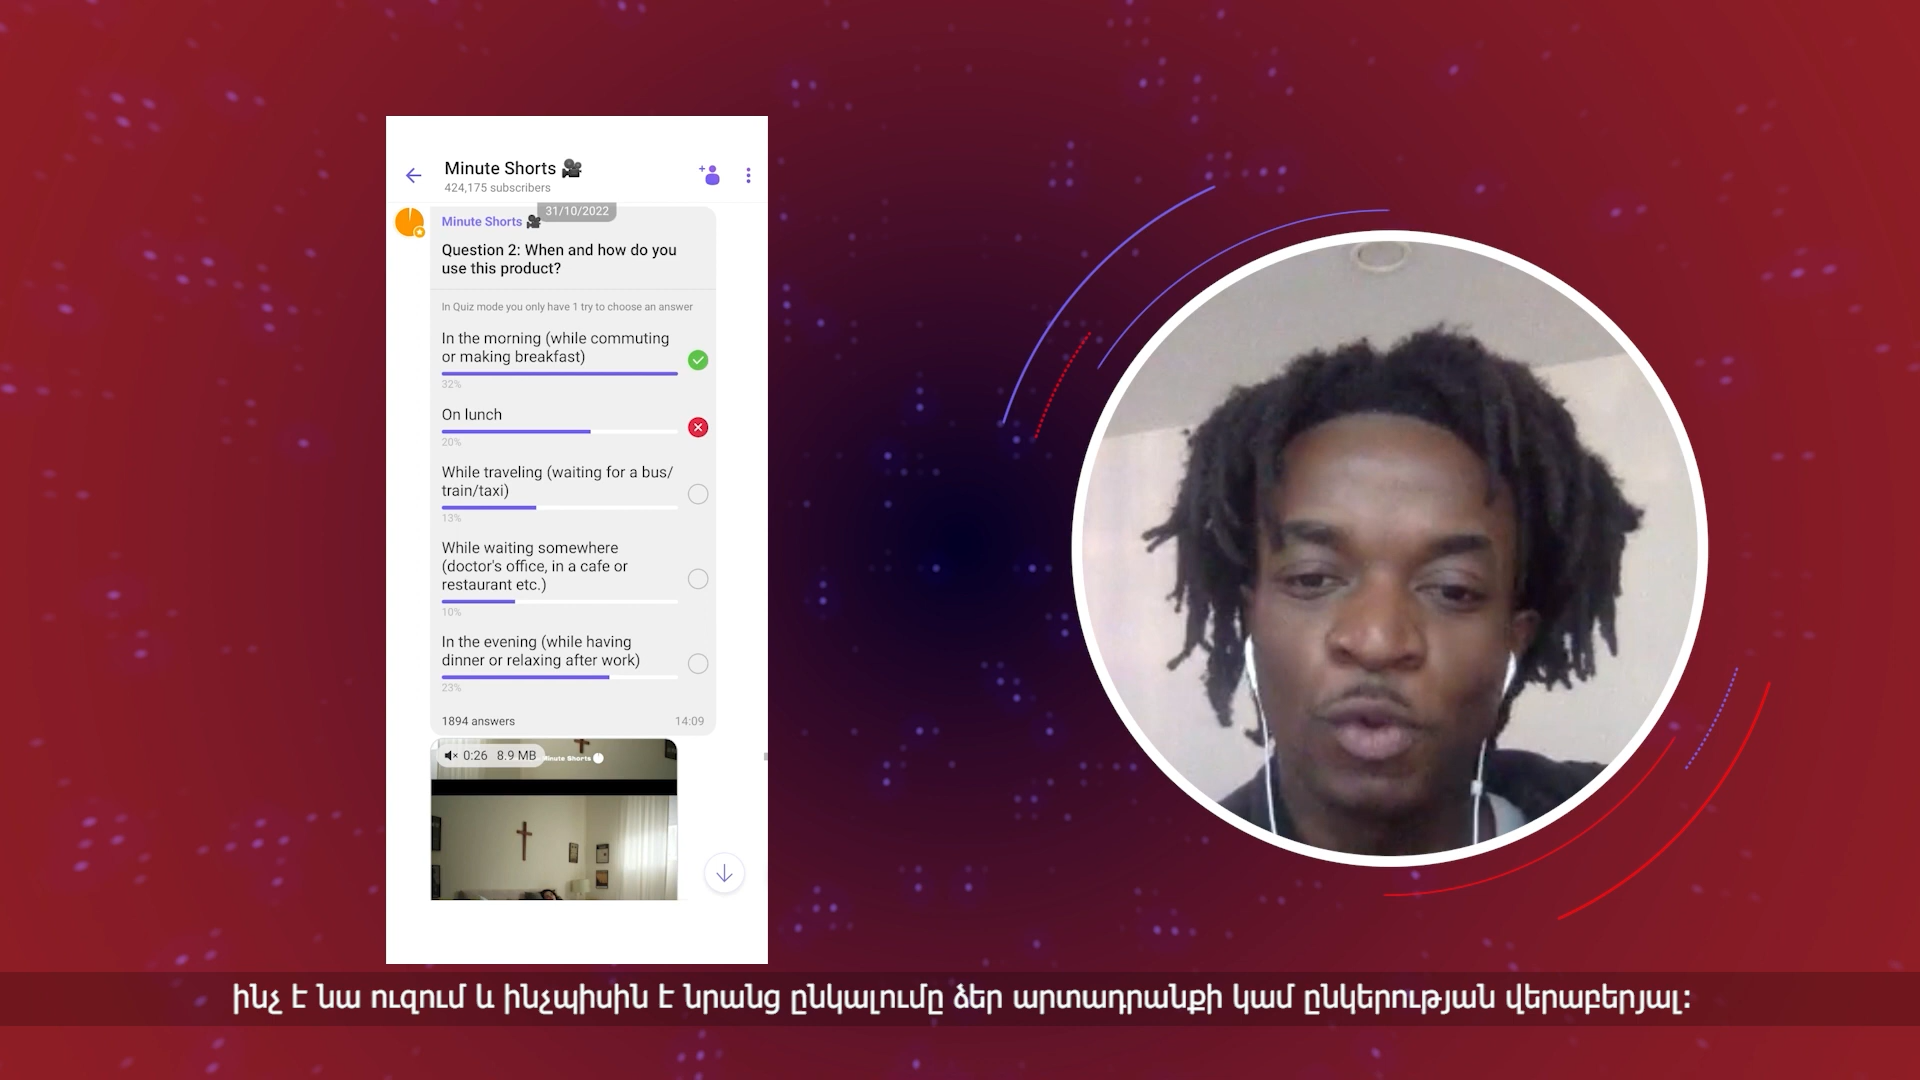 Minute Shorts 🎥
424,175 subscribers
31/10/2022
Minute Shorts 🎥
Question 2: When and how do you
use this product?
In Quiz mode you only have 1 try to choose an answer
In the morning (while commuting
or making breakfast)
32%
On lunch
20%
While traveling (waiting for a bus/
train/taxi)
13%
While waiting somewhere
(doctor's office, in a cafe or
restaurant etc.)
10%
In the evening (while having
dinner or relaxing after work)
23%
1894 answers
14:09
0:26 8.9 MB
Minute Shorts
ինչ է նա ուզում և ինչպիսին է նրանց ընկալումը ձեր արտադրանքի կամ ընկերության վերաբերյալ: